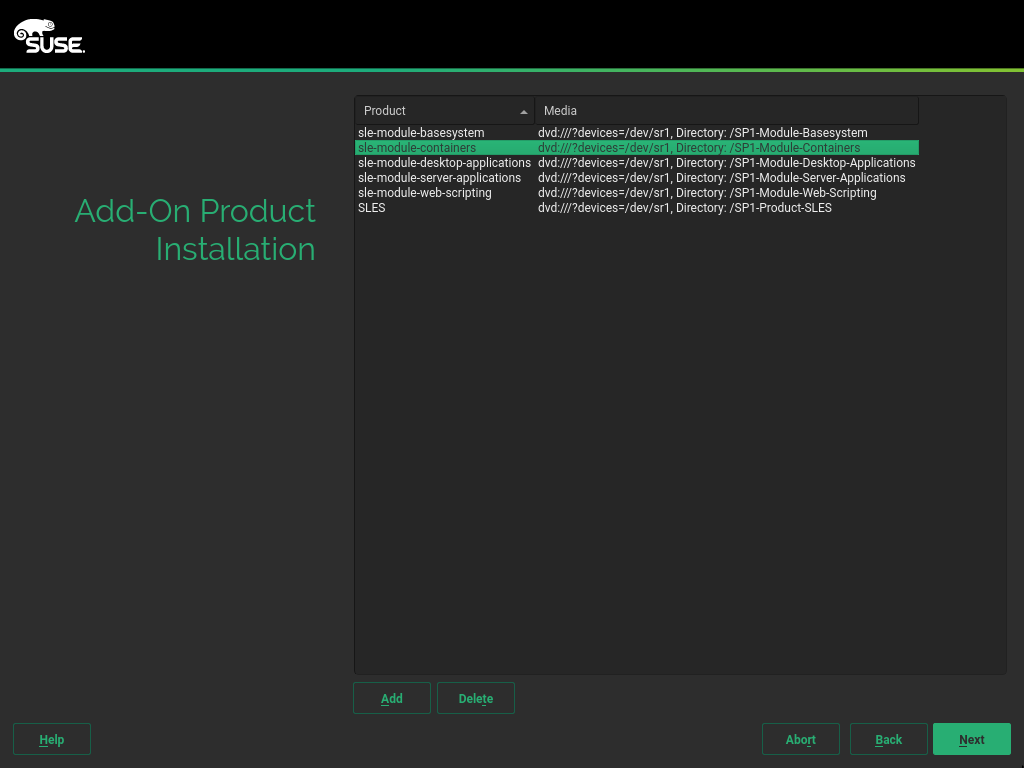 SUSE.
Add-On Product
Installation
Product Media
sle-module-basesystem dvd:///?devices=/dev/sr1, Directory: /SP1-Module-Basesystem
sle-module-containers dvd:///?devices=/dev/sr1, Directory: /SP1-Module-Containers
sle-module-desktop-applications dvd:///?devices=/dev/sr1, Directory: /SP1-Module-Desktop-Applications
sle-module-server-applications dvd:///?devices=/dev/sr1, Directory: /SP1-Module-Server-Applications
sle-module-web-scripting dvd:///?devices=/dev/sr1, Directory: /SP1-Module-Web-Scripting
SLES dvd:///?devices=/dev/sr1, Directory: /SP1-Product-SLES
Add Delete
Help Abort Back Next